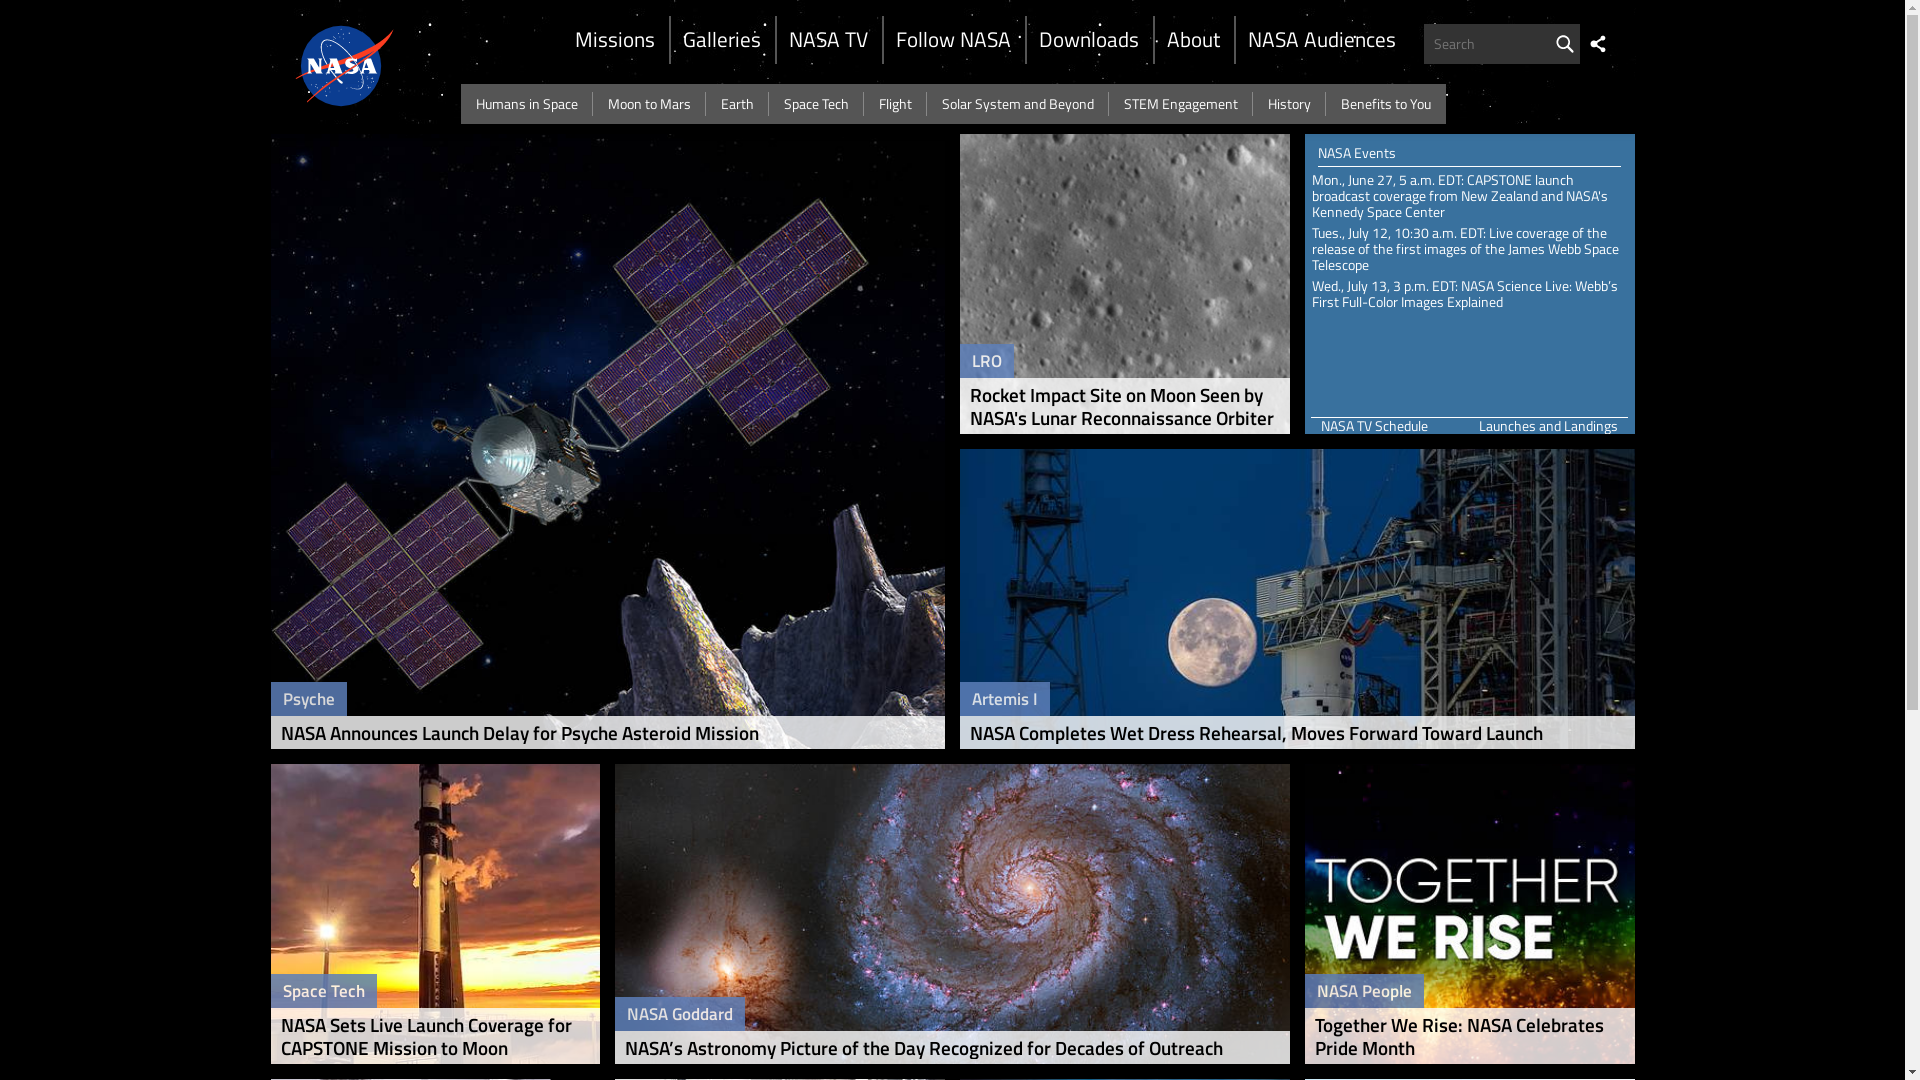 NASA
Missions
Galleries
NASA TV
Follow NASA
Downloads
About
NASA Audiences
Search
Humans in Space
Moon to Mars
Earth
Space Tech
Flight
Solar System and Beyond
STEM Engagement
History
Benefits to You
Psyche
NASA Announces Launch Delay for Psyche Asteroid Mission
LRO
Rocket Impact Site on Moon Seen by
NASA's Lunar Reconnaissance Orbiter
NASA Events
Mon., June 27, 5 a.m. EDT: CAPSTONE launch
broadcast coverage from New Zealand and NASA's
Kennedy Space Center
Tues., July 12, 10:30 a.m. EDT: Live coverage of the
release of the first images of the James Webb Space
Telescope
Wed., July 13, 3 p.m. EDT: NASA Science Live: Webb’s
First Full-Color Images Explained
NASA TV Schedule
Launches and Landings
Artemis I
NASA Completes Wet Dress Rehearsal, Moves Forward Toward Launch
Space Tech
NASA Sets Live Launch Coverage for
CAPSTONE Mission to Moon
NASA Goddard
NASA’s Astronomy Picture of the Day Recognized for Decades of Outreach
TOGETHER
WE RISE
NASA People
Together We Rise: NASA Celebrates
Pride Month